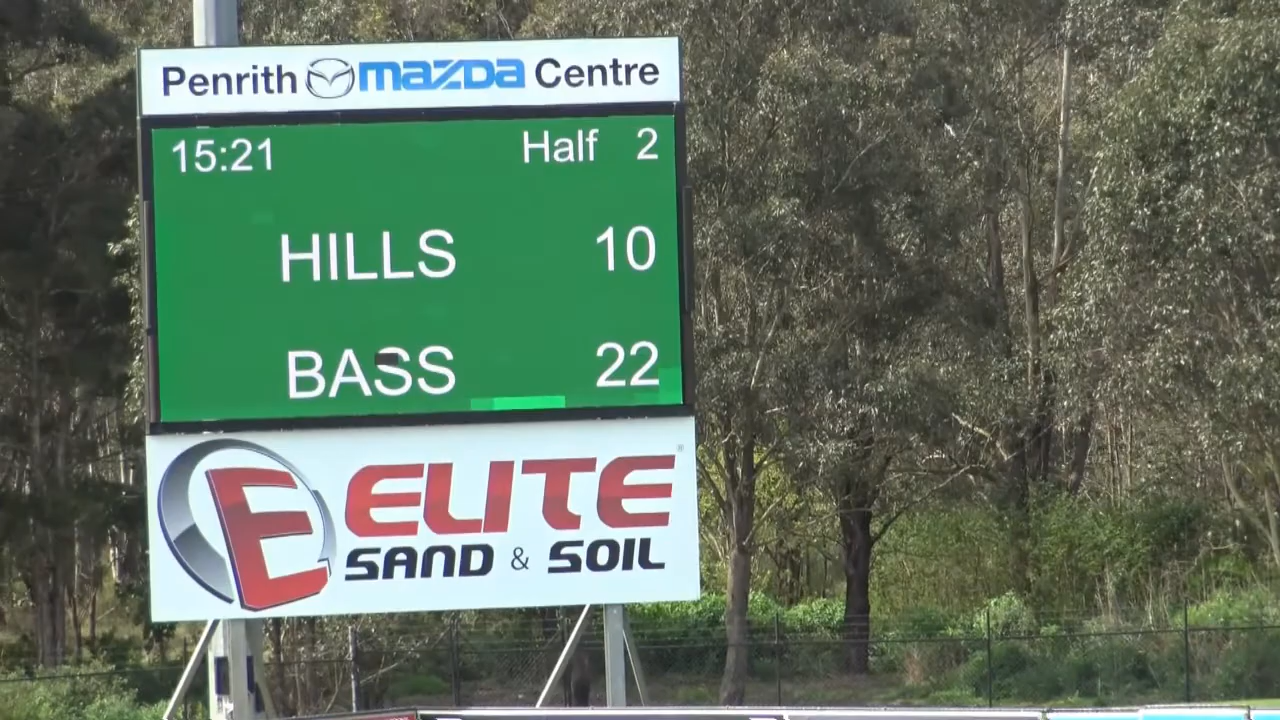 Penrith mazda Centre
15:21 Half 2
HILLS 10
BASS 22
E ELITE
SAND & SOIL